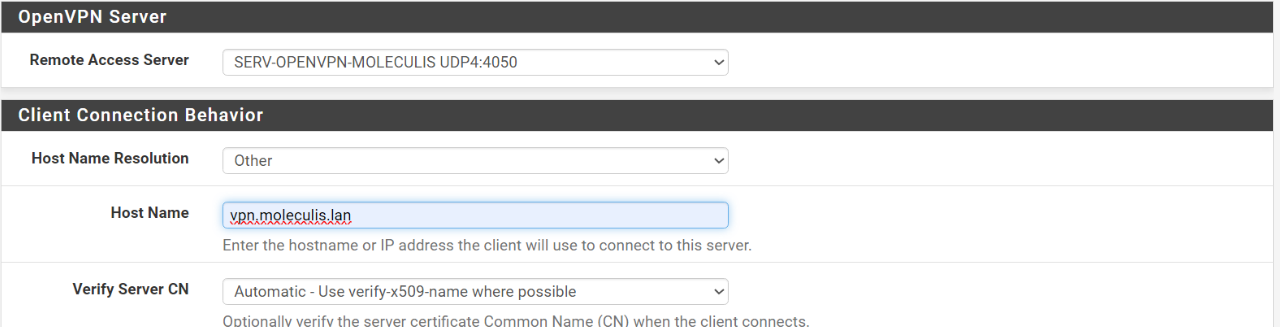 OpenVPN Server
Remote Access Server SERV-OPENVPN-MOLECULIS UDP4:4050
Client Connection Behavior
Host Name Resolution Other
Host Name vpn.moleculis.lan
Enter the hostname or IP address the client will use to connect to this server.
Verify Server CN Automatic - Use verify-x509-name where possible
Optionally verify the server certificate Common Name (CN) when the client connects.